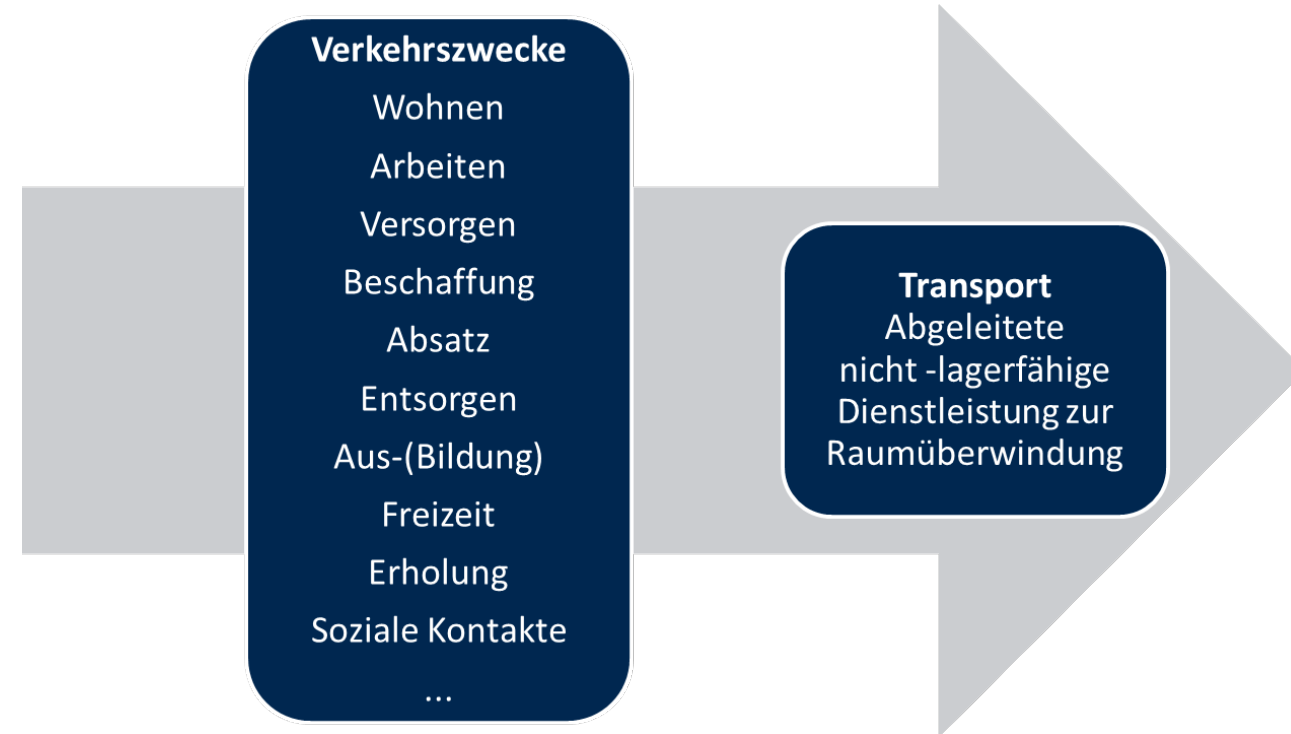 Verkehrszwecke
Wohnen
Arbeiten
Versorgen
Beschaffung
Absatz
Entsorgen
Aus-(Bildung)
Freizeit
Erholung
Soziale Kontakte
...
Transport
Abgeleitete
nicht -lagerfähige
Dienstleistung zur
Raumüberwindung